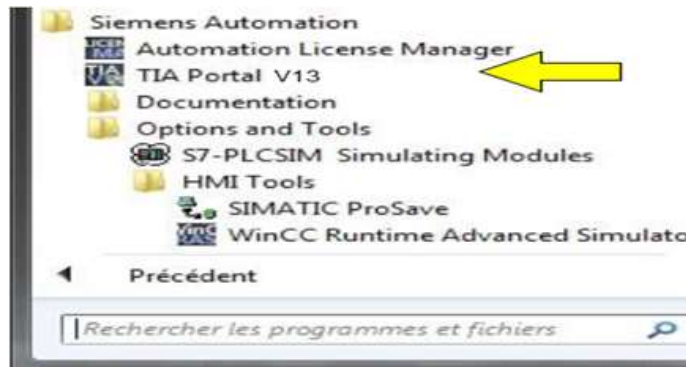 Siemens Automation
Automation License Manager
TIA Portal V13
Documentation
Options and Tools
S7-PLCSIM Simulating Modules
HMI Tools
SIMATIC ProSave
WinCC Runtime Advanced Simulato
Précédent
Rechercher les programmes et fichiers